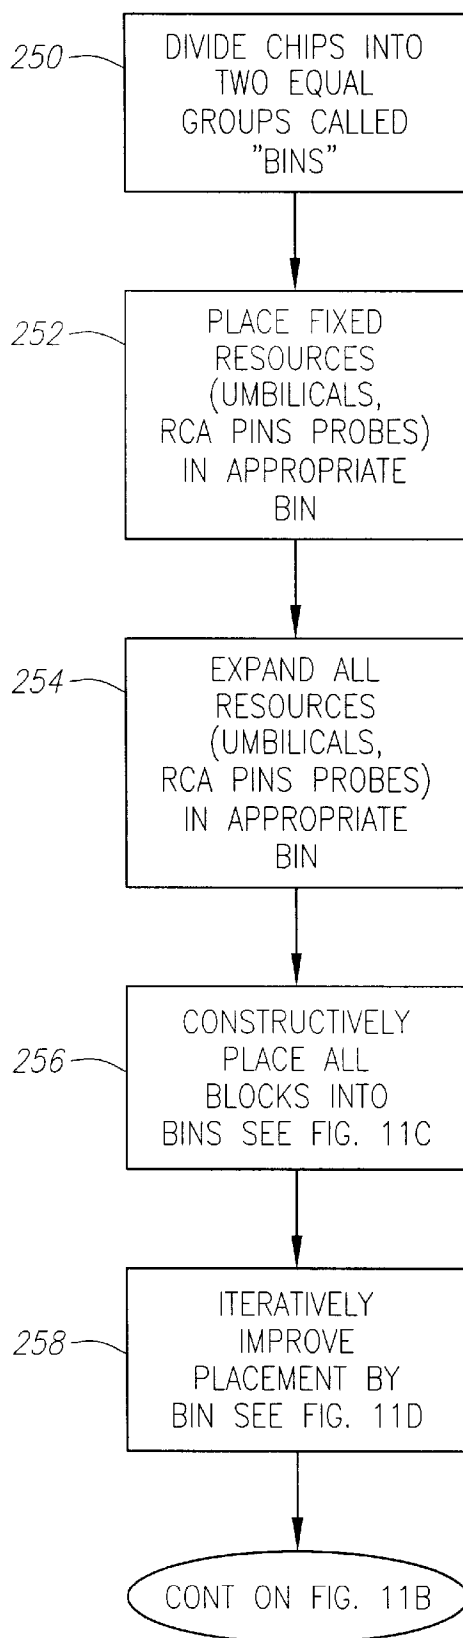 250
DIVIDE CHIPS INTO
TWO EQUAL
GROUPS CALLED
"BINS"
252
PLACE FIXED
RESOURCES
(UMBILICALS,
RCA PINS PROBES)
IN APPROPRIATE
BIN
254
EXPAND ALL
RESOURCES
(UMBILICALS,
RCA PINS PROBES)
IN APPROPRIATE
BIN
256
CONSTRUCTIVELY
PLACE ALL
BLOCKS INTO
BINS SEE FIG. 11C
258
ITERATIVELY
IMPROVE
PLACEMENT BY
BIN SEE FIG. 11D
CONT ON FIG. 11B